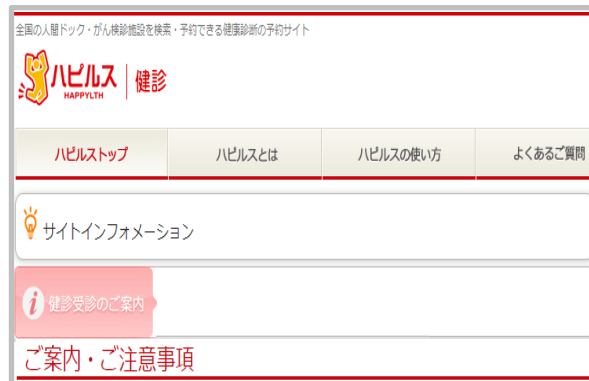 全国の人間ドック・がん検診施設を検索・予約できる健康診断の予約サイト
ハピルス 健診
HAPPYLTH
ハピルストップ ハピルスとは ハピルスの使い方 よくあるご質問
サイトインフォメーション
i 健診受診のご案内
ご案内・ご注意事項